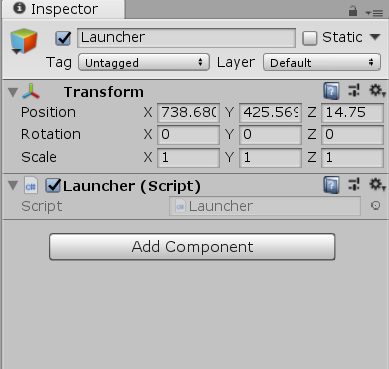 Inspector
Launcher Static
Tag Untagged Layer Default
Transform
Position X 738.680 Y 425.569 Z 14.75
Rotation X 0 Y 0 Z 0
Scale X 1 Y 1 Z 1
c# Launcher (Script)
Script Launcher
Add Component